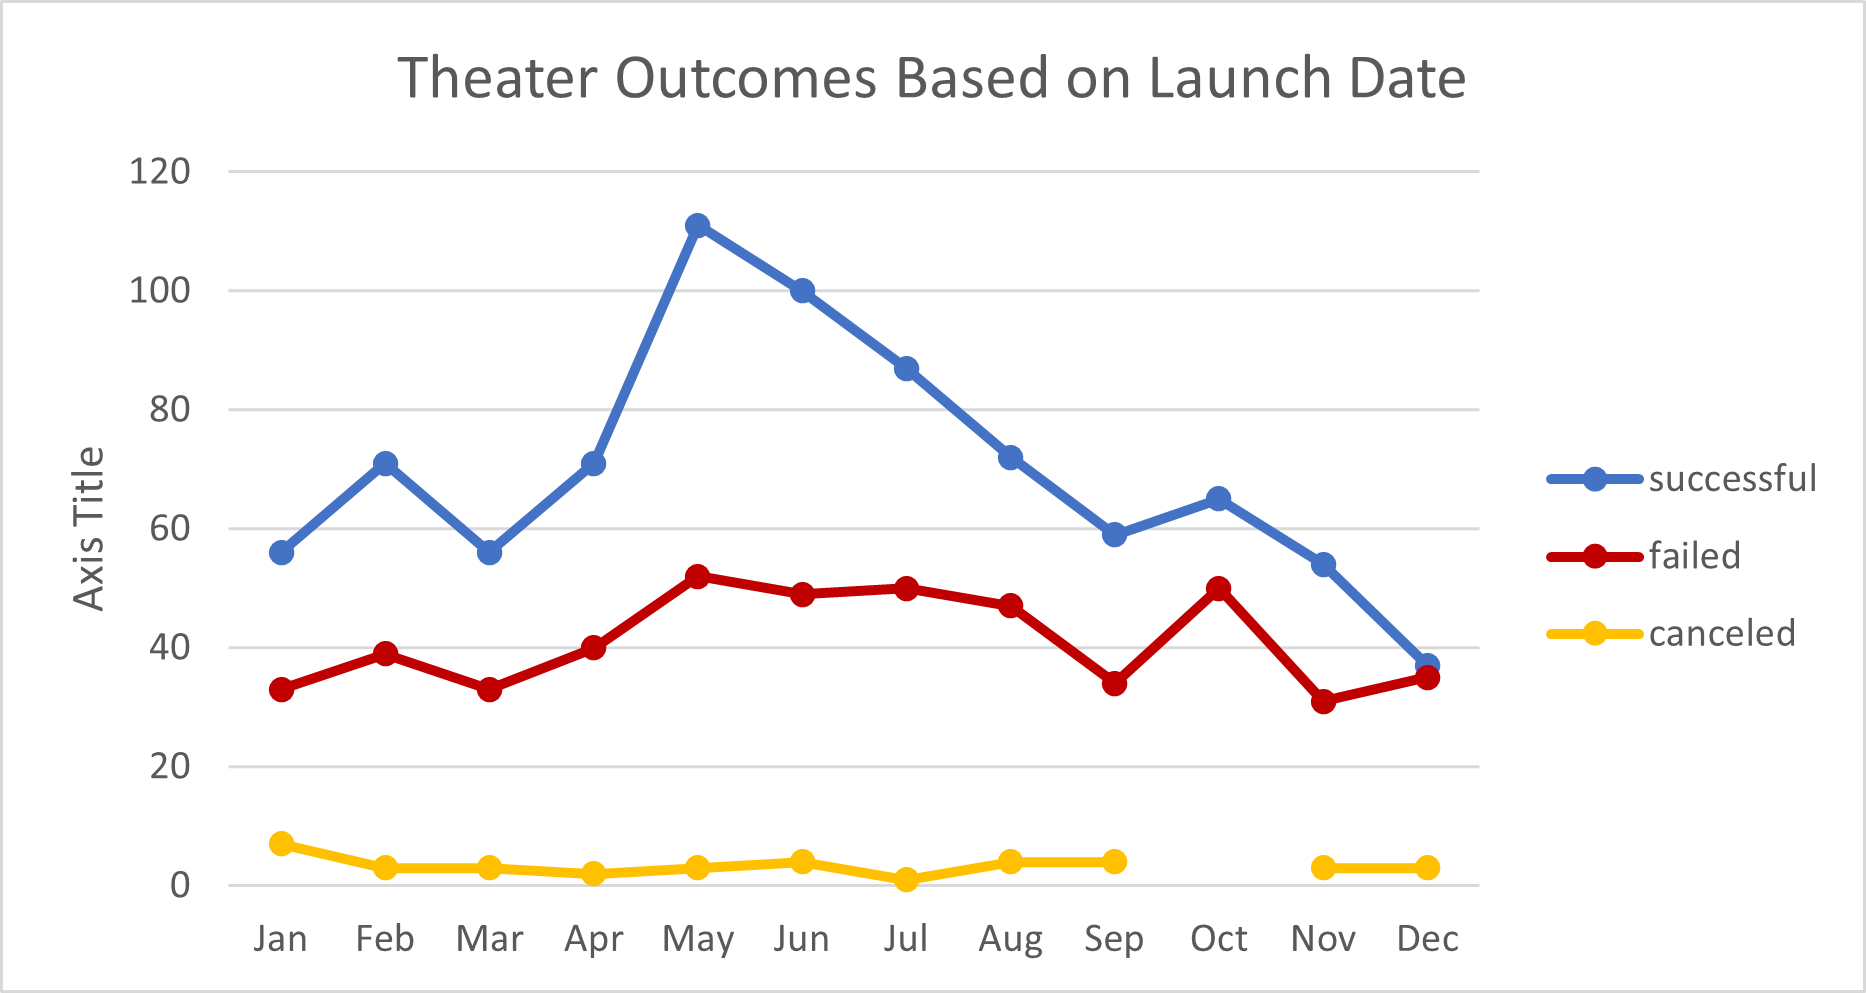 Theater Outcomes Based on Launch Date
120
100
80
60
40
20
0
Axis Title
Jan Feb Mar Apr May Jun Jul Aug Sep Oct Nov Dec
successful
failed
canceled